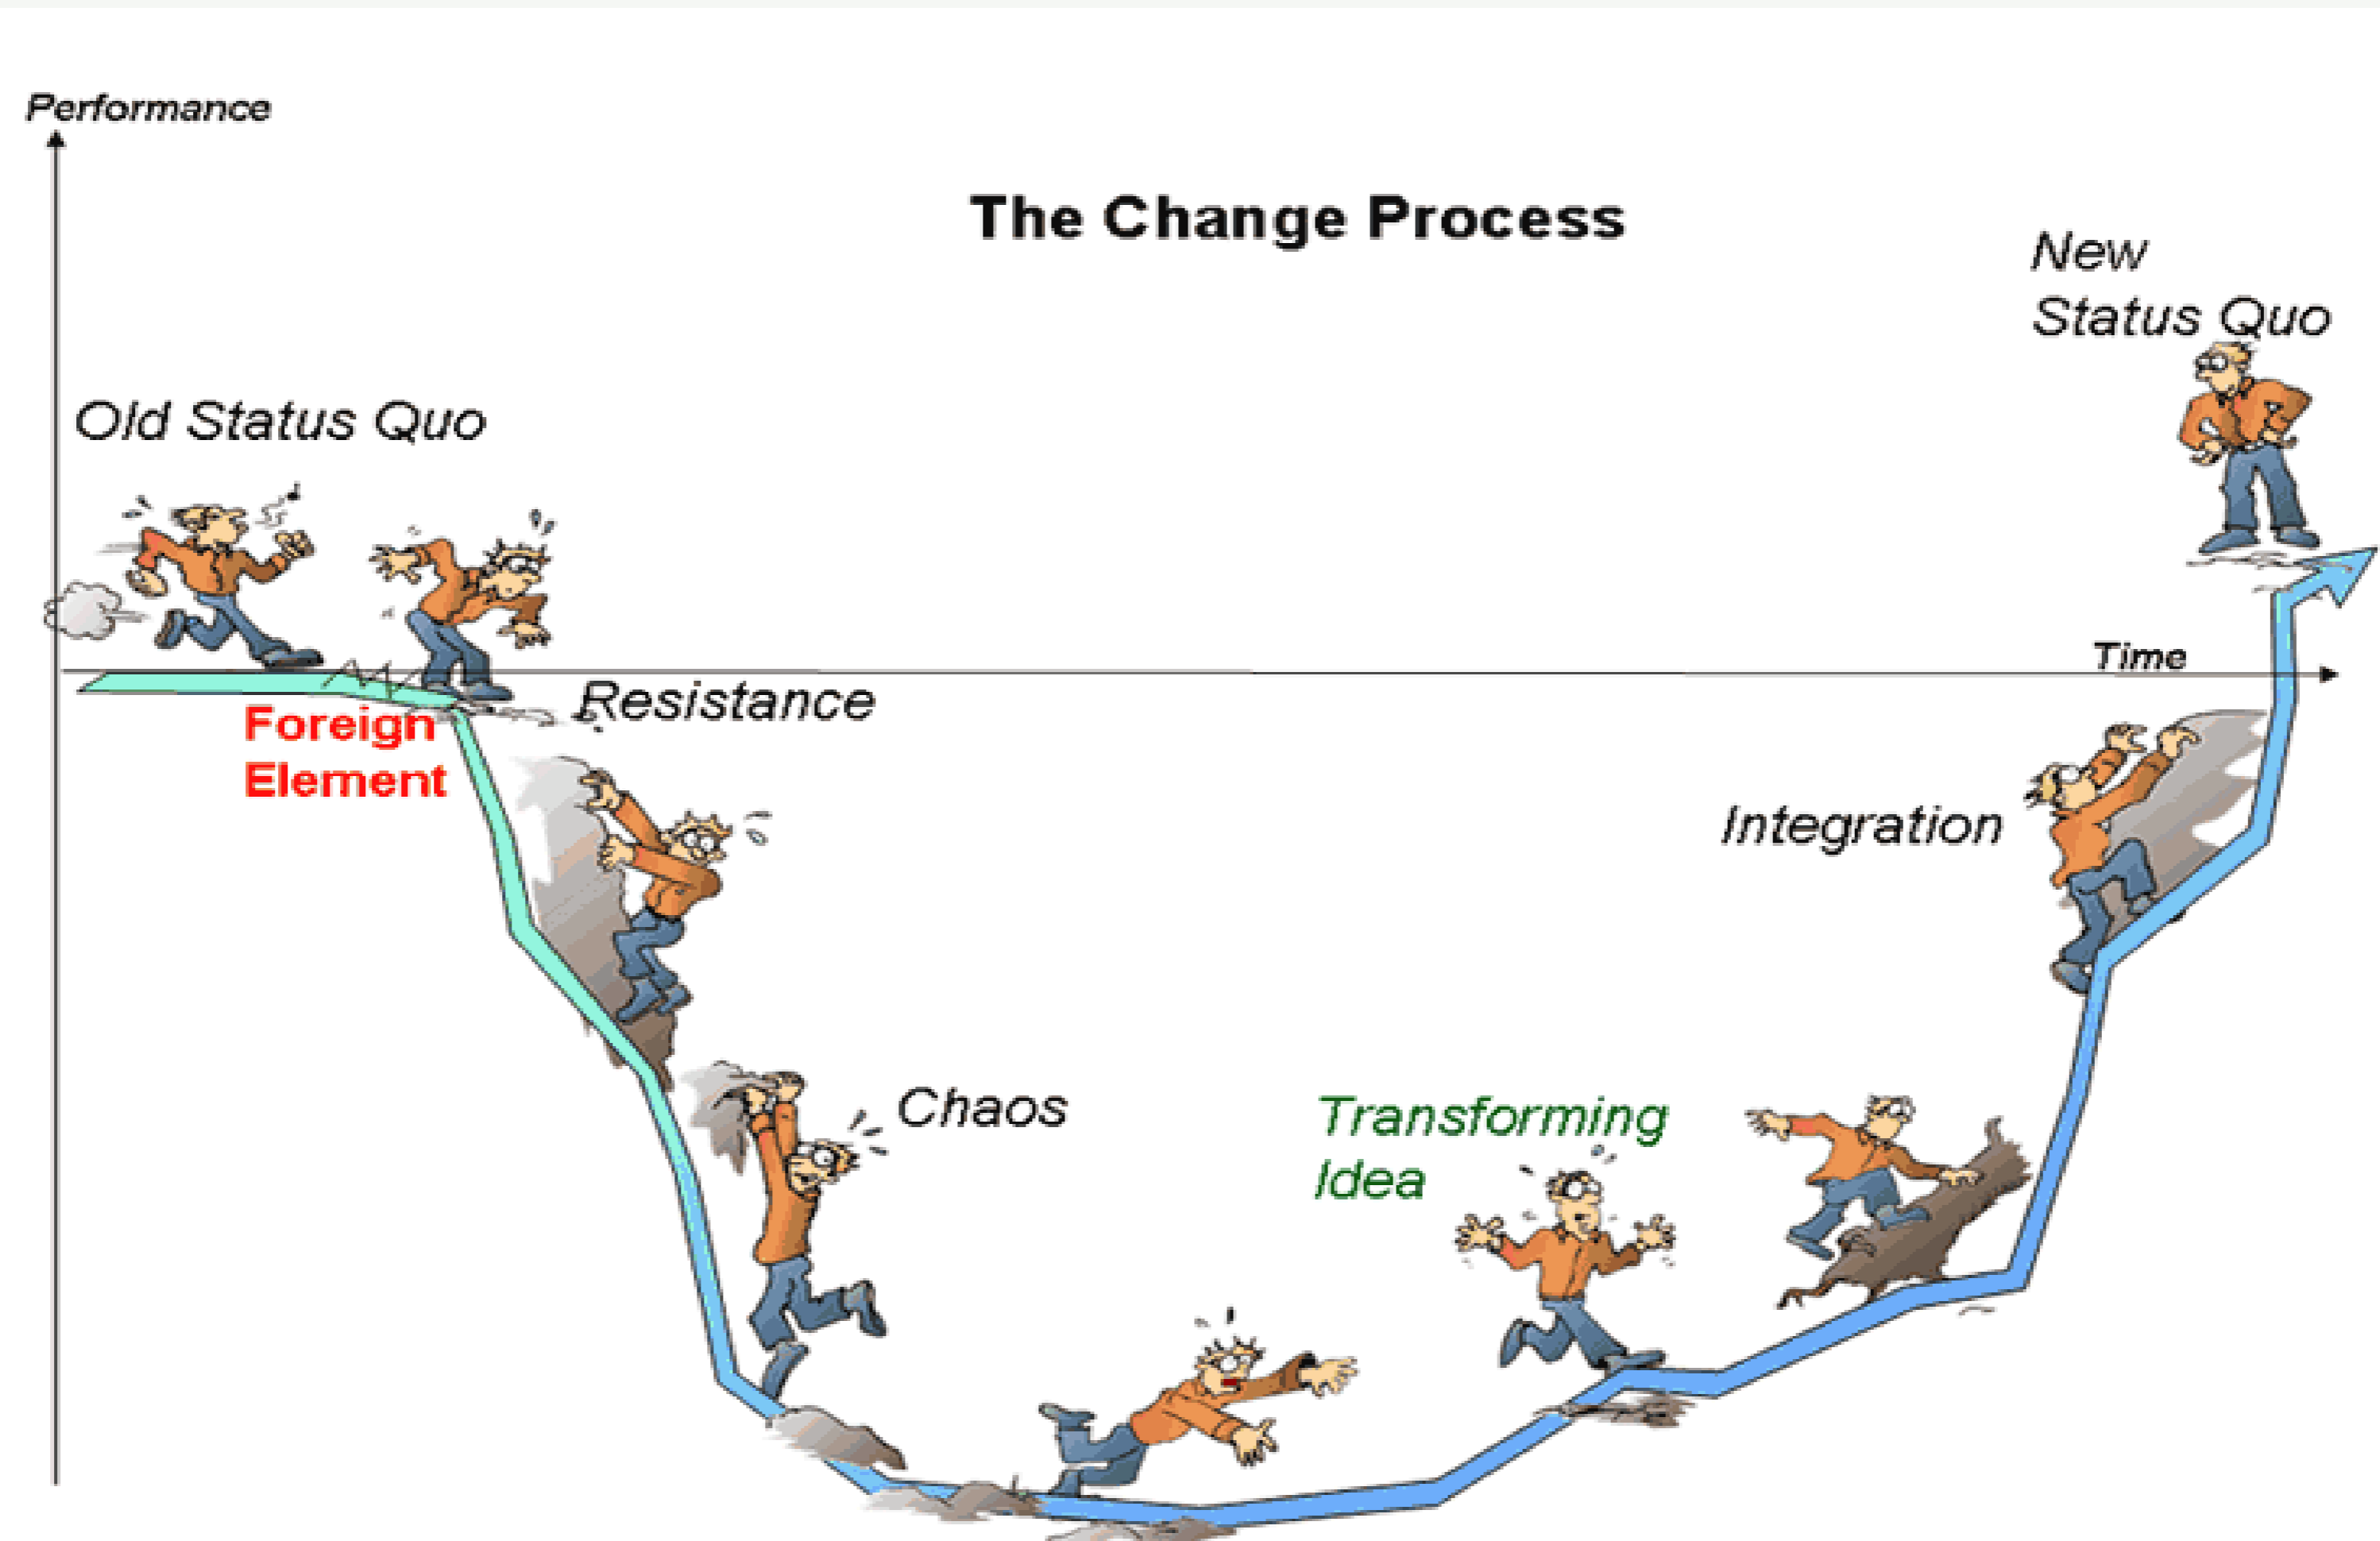 Performance
The Change Process
New
Status Quo
Old Status Quo
Time
Resistance
Foreign
Element
Integration
Chaos
Transforming
Idea